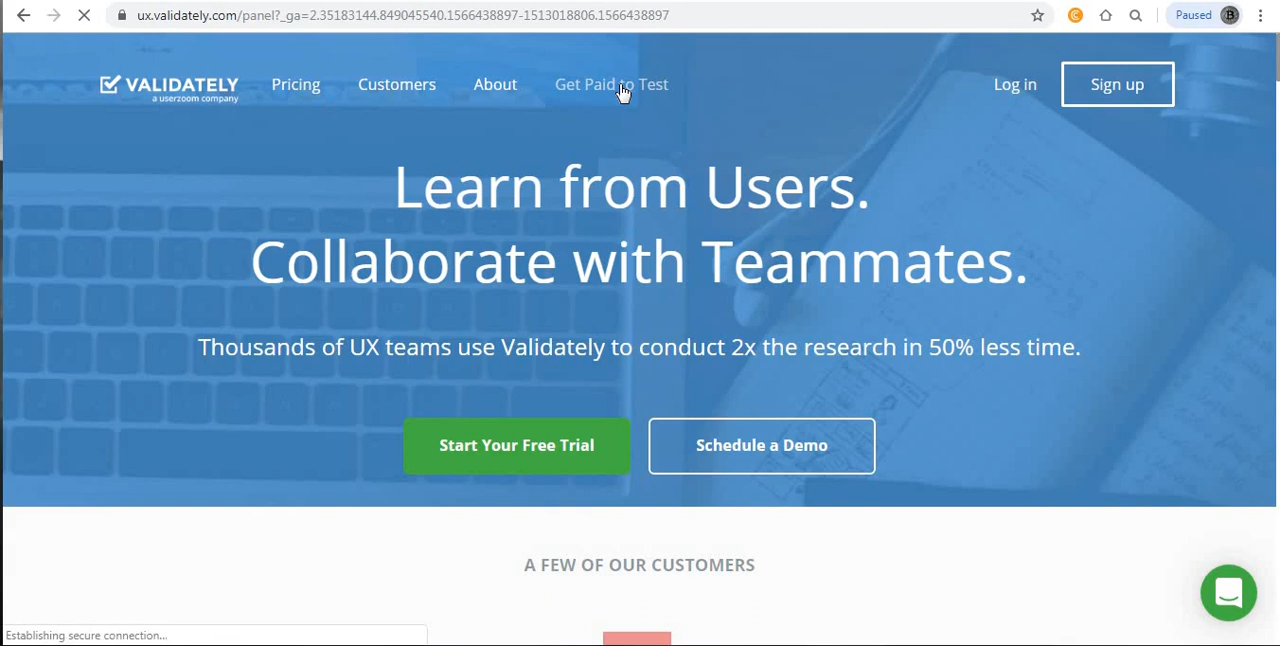 ux.validately.com/panel?_ga=2.35183144.849045540.1566438897-1513018806.1566438897
Paused
VALIDATELY
a userzoom company
Pricing
Customers
About
Get Paid to Test
Log in
Sign up
Learn from Users.
Collaborate with Teammates.
Thousands of UX teams use Validately to conduct 2x the research in 50% less time.
Start Your Free Trial
Schedule a Demo
A FEW OF OUR CUSTOMERS
Establishing secure connection...